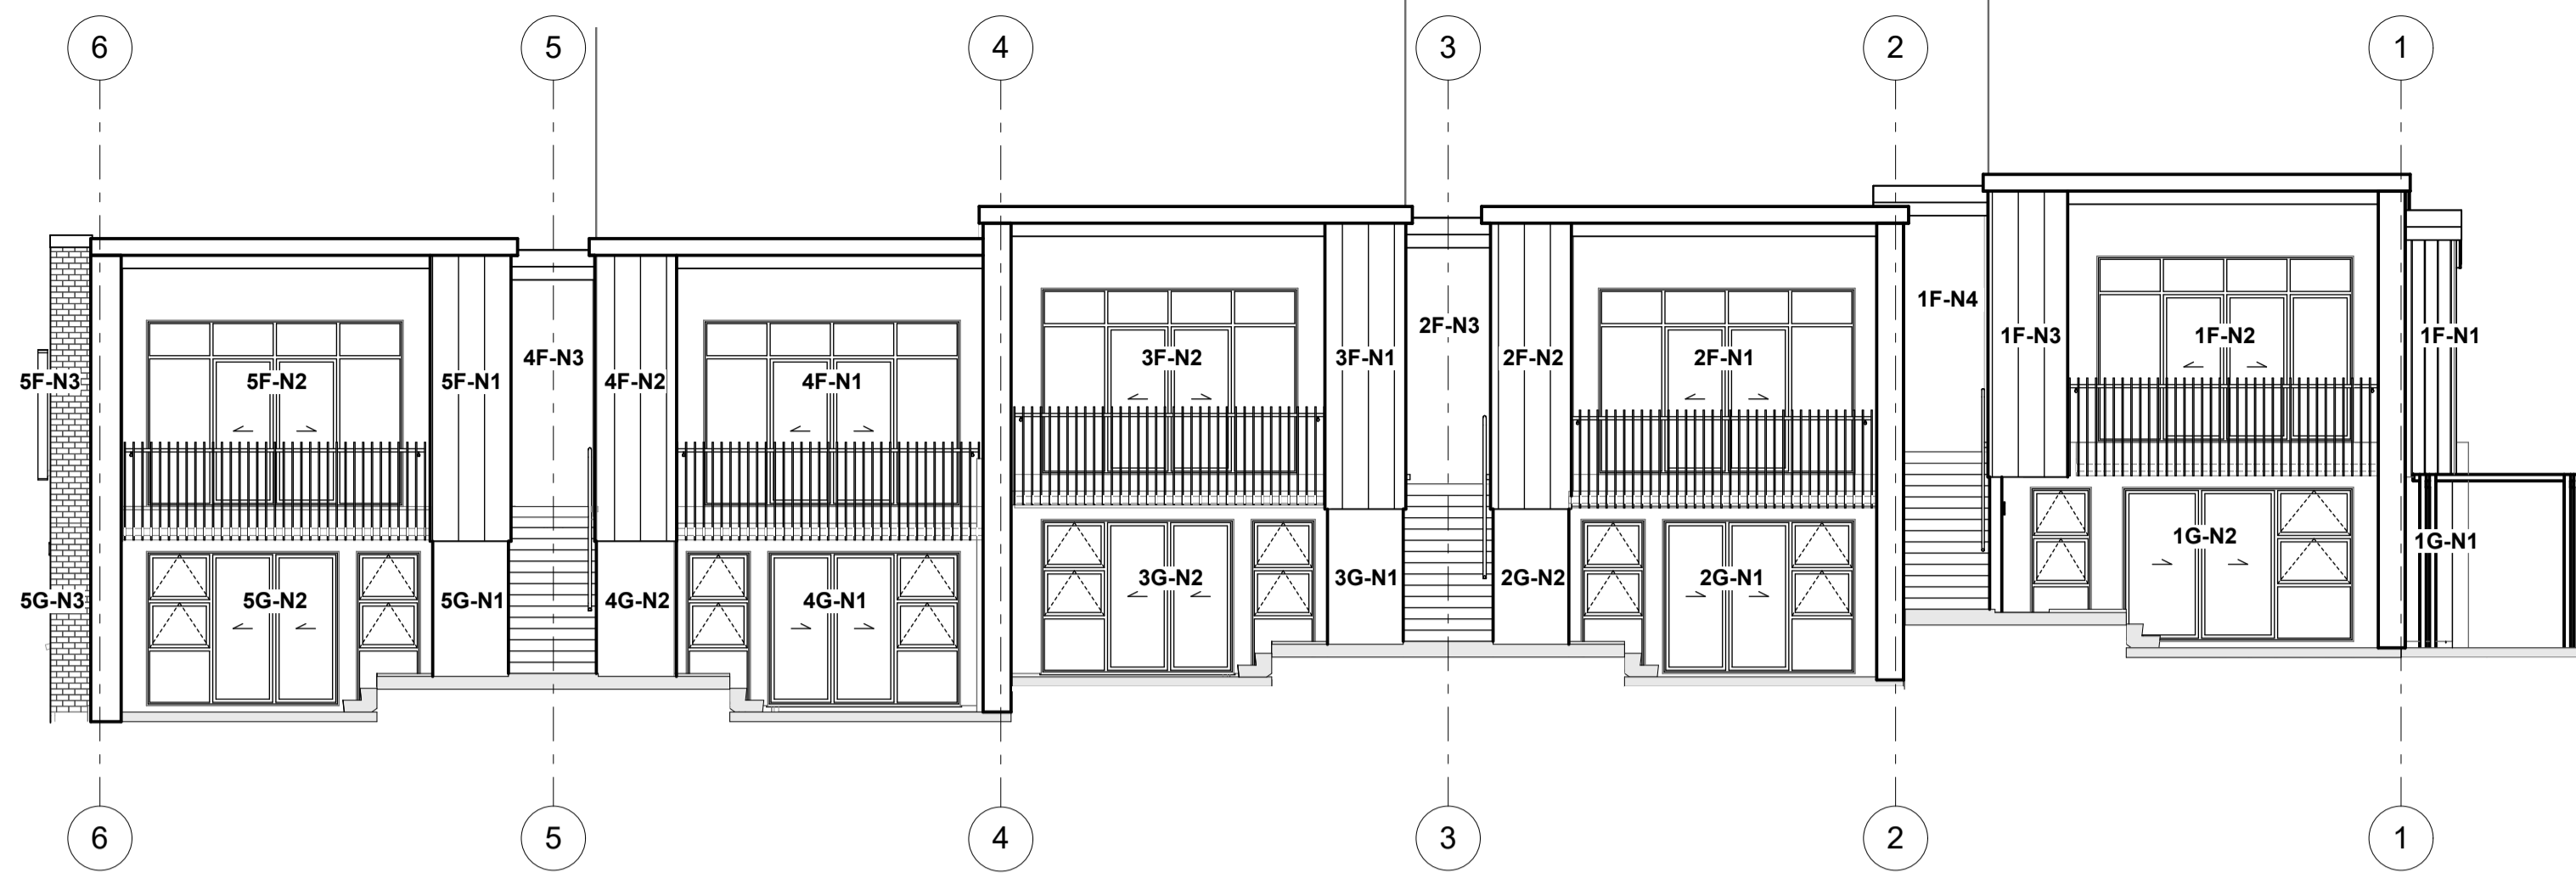 6
5
4
3
2
1
1F-N4
2F-N3
1F-N3
1F-N2
1F-N1
4F-N3
3F-N2
3F-N1
2F-N2
2F-N1
5F-N3
5F-N2
5F-N1
4F-N2
4F-N1
1G-N2
1G-N1
3G-N2
3G-N1
2G-N2
2G-N1
5G-N3
5G-N2
5G-N1
4G-N2
4G-N1
6
5
4
3
2
1